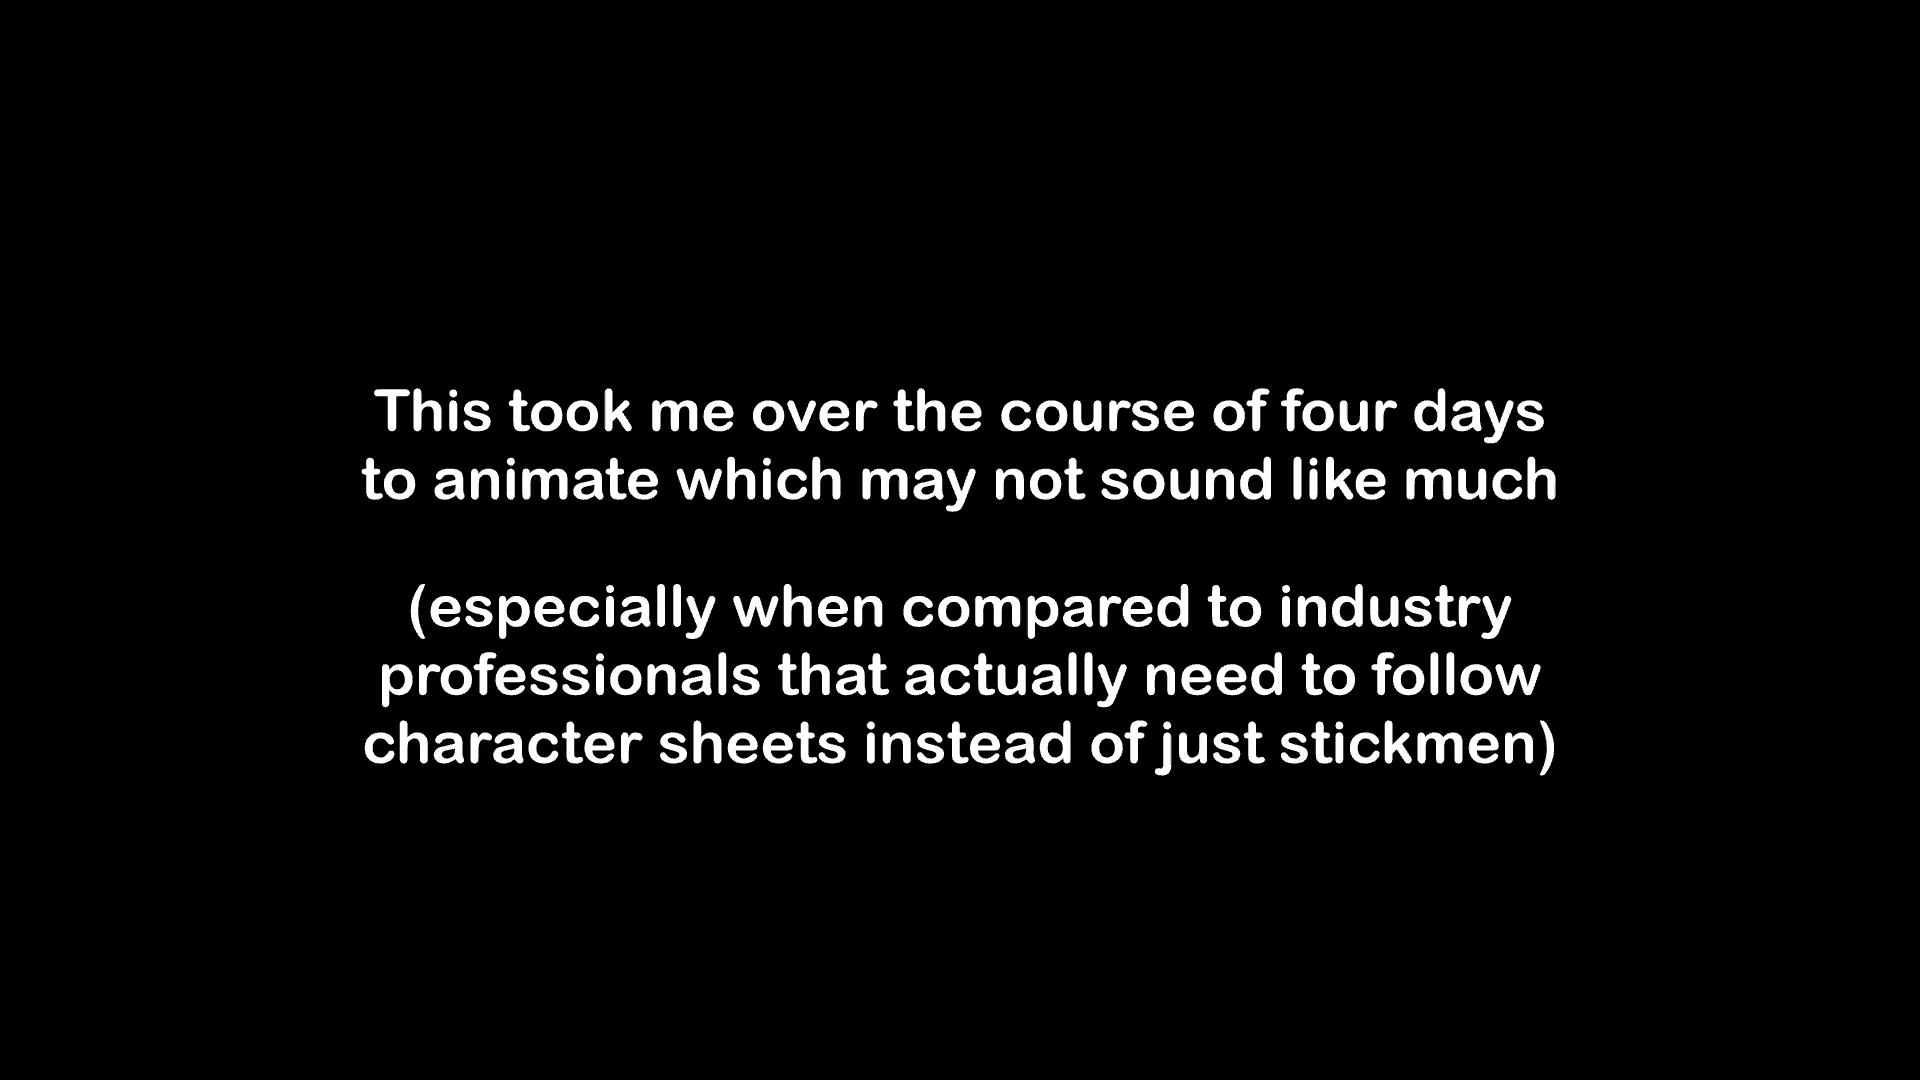 This took me over the course of four days
to animate which may not sound like much
(especially when compared to industry
professionals that actually need to follow
character sheets instead of just stickmen)